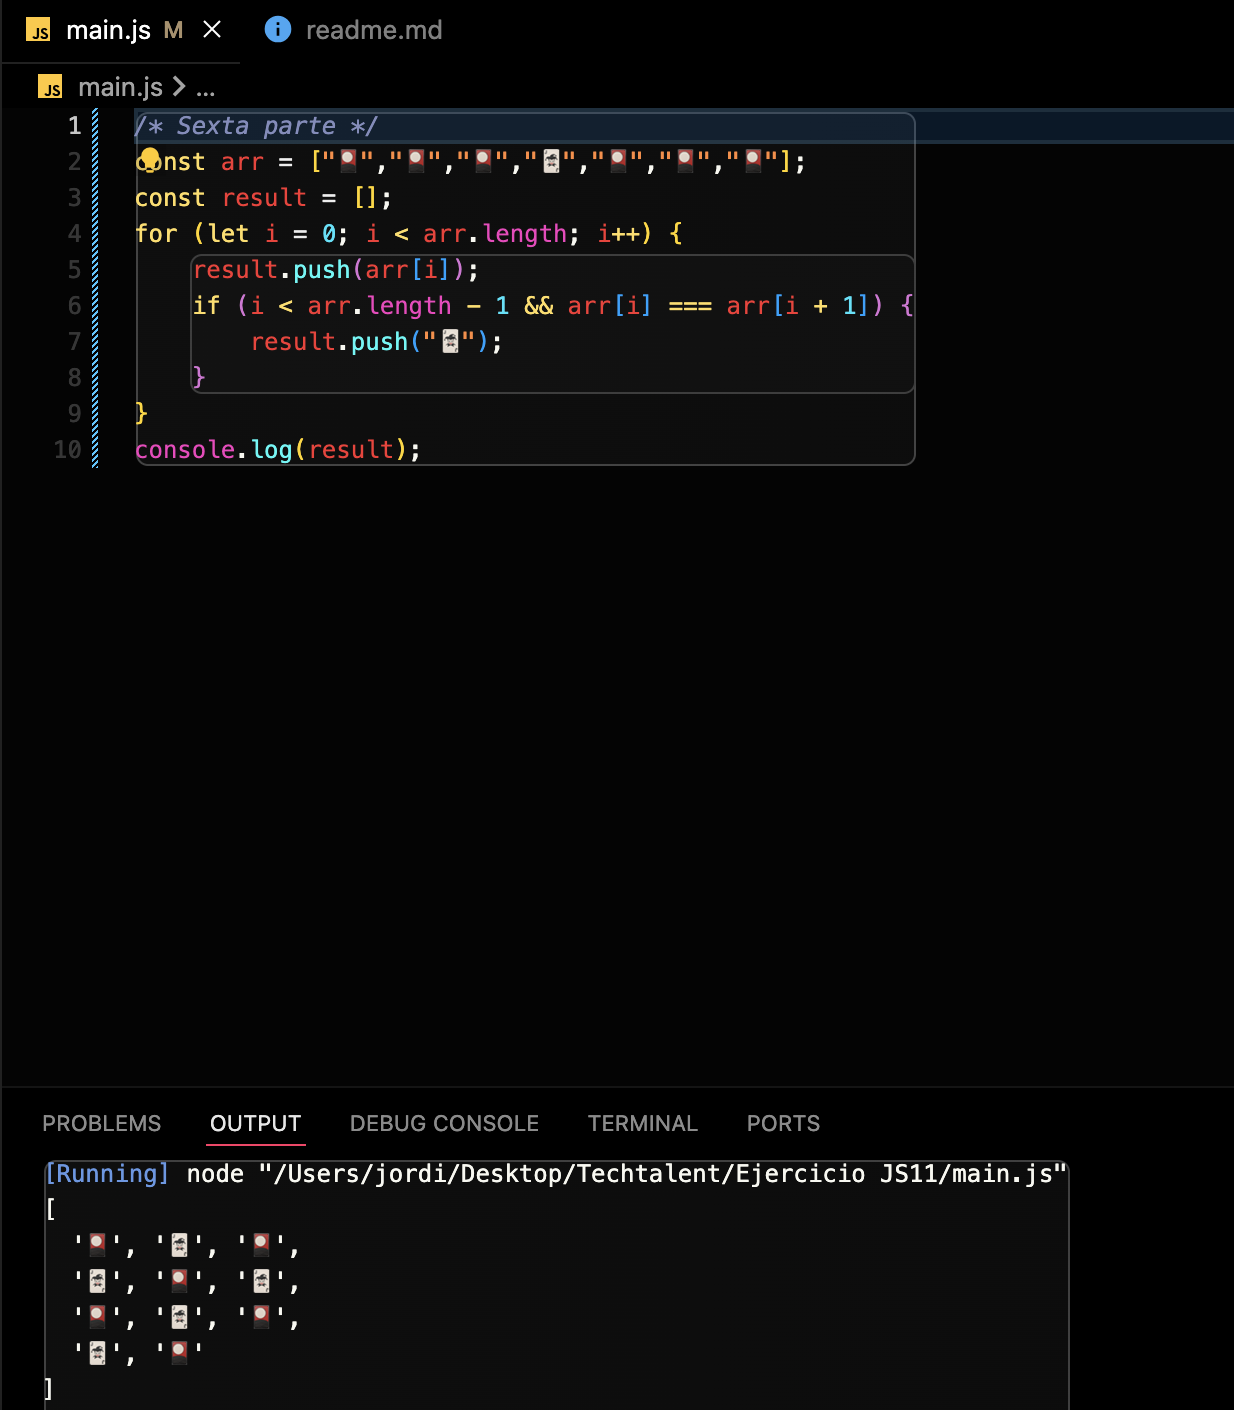 JS main.js M × i readme.md
JS main.js > ...
1 /* Sexta parte */
2 const arr = ["🎴","🎴","🎴","🃏","🎴","🎴","🎴"];
3 const result = [];
4 for (let i = 0; i < arr.length; i++) {
5     result.push(arr[i]);
6     if (i < arr.length - 1 && arr[i] === arr[i + 1]) {
7         result.push("🃏");
8     }
9 }
10 console.log(result);
PROBLEMS OUTPUT DEBUG CONSOLE TERMINAL PORTS
[Running] node "/Users/jordi/Desktop/Techtalent/Ejercicio JS11/main.js"
[
  '🎴', '🃏', '🎴',
  '🃏', '🎴', '🃏',
  '🎴', '🃏', '🎴',
  '🃏', '🎴'
]